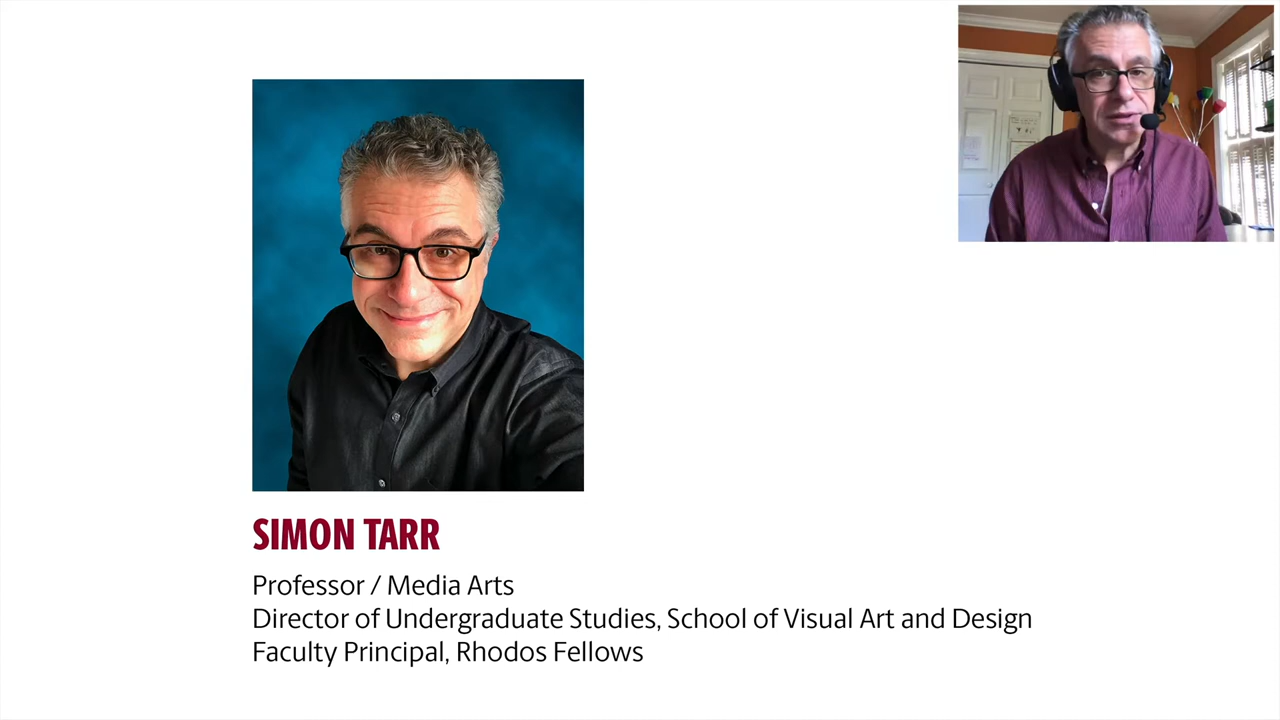 SIMON TARR
Professor / Media Arts
Director of Undergraduate Studies, School of Visual Art and Design
Faculty Principal, Rhodos Fellows